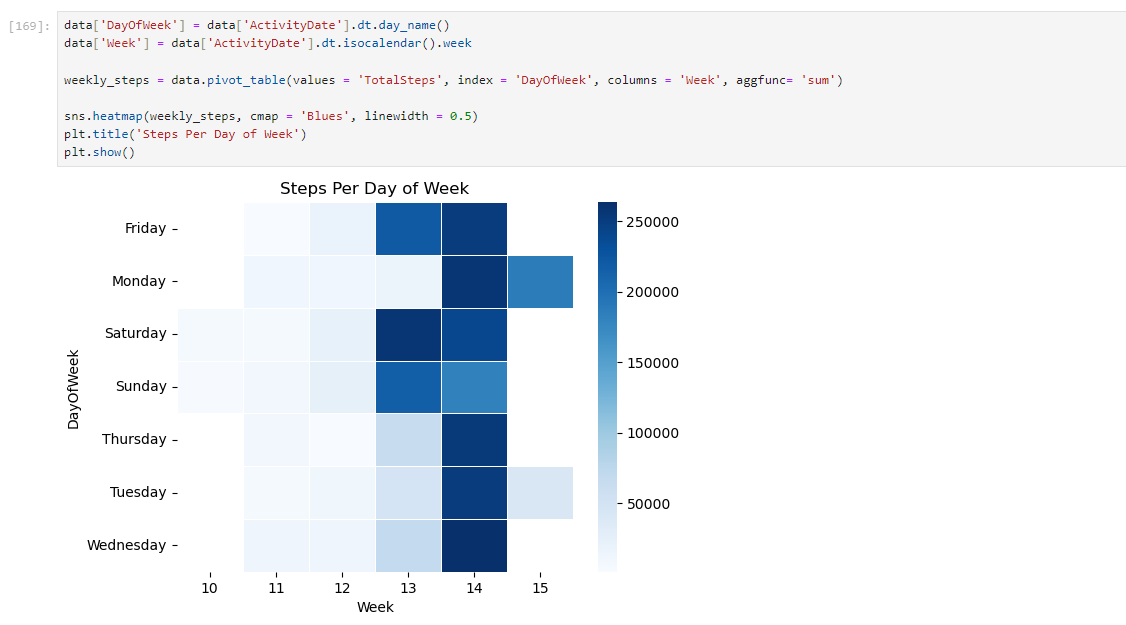 [169]: data['DayOfWeek'] = data['ActivityDate'].dt.day_name()
data['Week'] = data['ActivityDate'].dt.isocalendar().week
weekly_steps = data.pivot_table(values = 'TotalSteps', index = 'DayOfWeek', columns = 'Week', aggfunc= 'sum')
sns.heatmap(weekly_steps, cmap = 'Blues', linewidth = 0.5)
plt.title('Steps Per Day of Week')
plt.show()
Steps Per Day of Week
Friday
Monday
Saturday
Sunday
Thursday
Tuesday
Wednesday
DayOfWeek
10 11 12 13 14 15
Week
250000
200000
150000
100000
50000